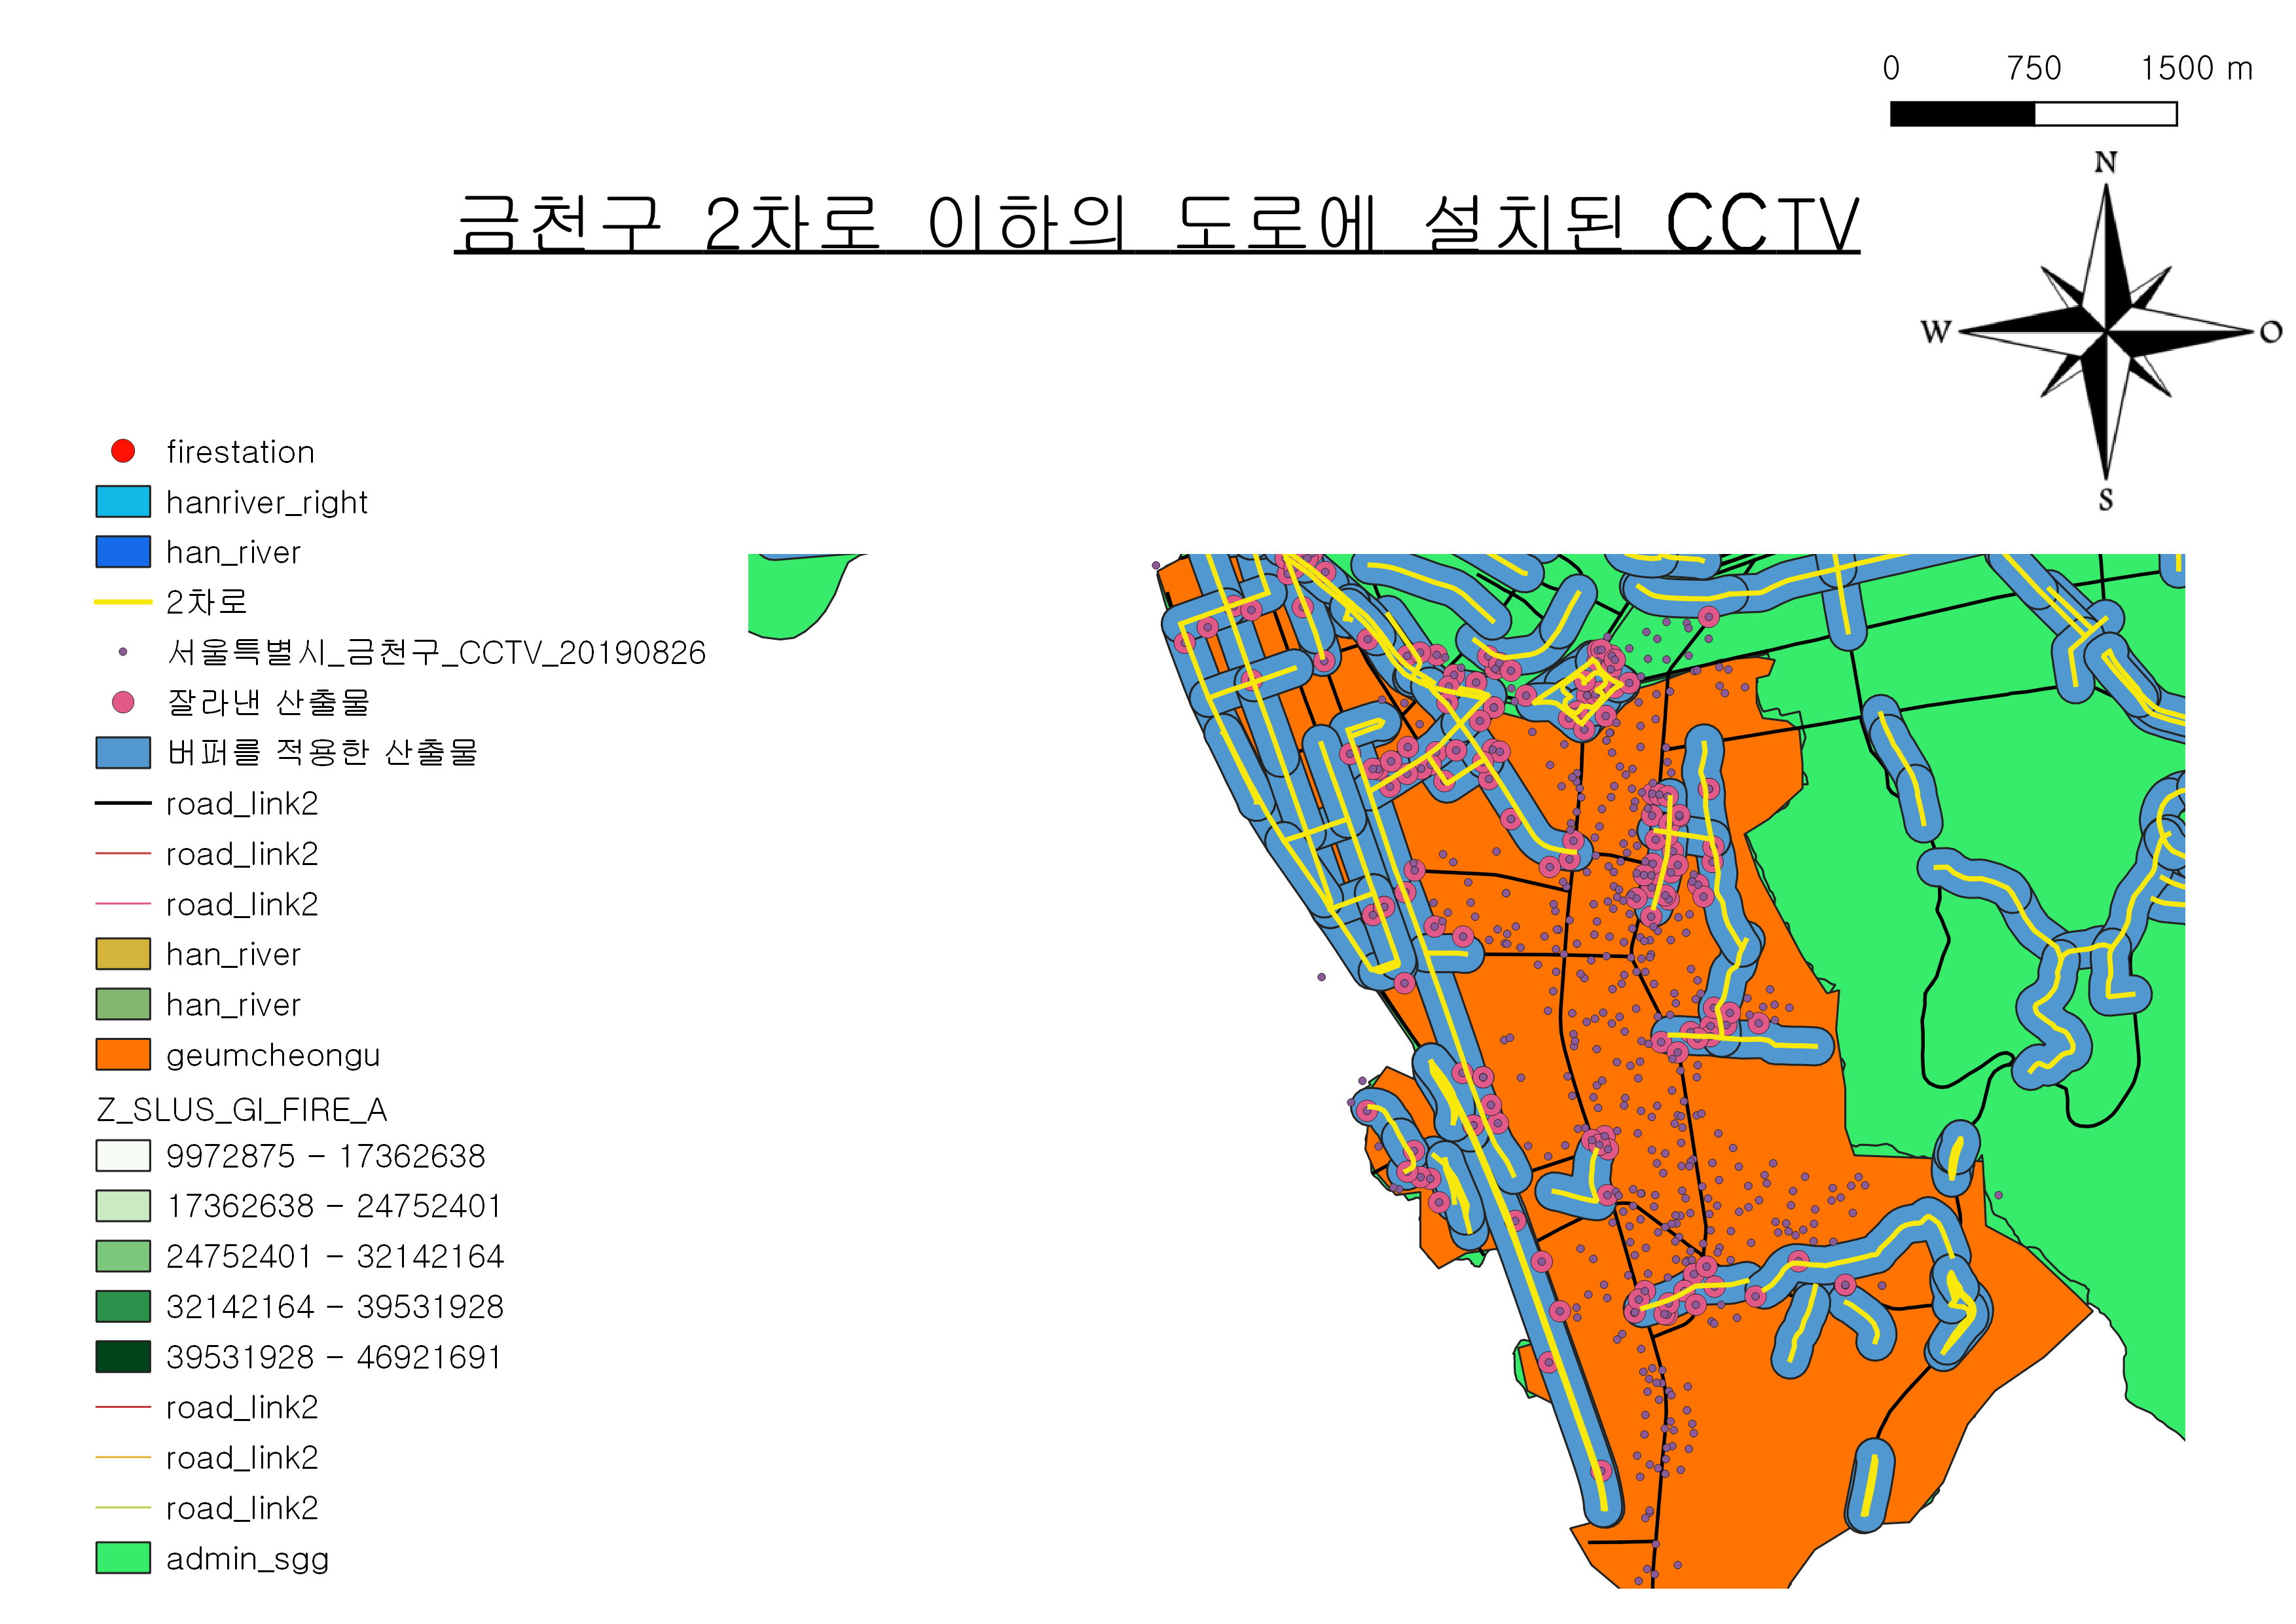 0 750 1500 m
N
금천구 2차로 이하의 도로에 설치된 CCTV
W O
S
firestation
hanriver_right
han_river
2차로
서울특별시_금천구_CCTV_20190826
잘라낸 산출물
버퍼를 적용한 산출물
road_link2
road_link2
road_link2
han_river
han_river
geumcheongu
Z_SLUS_GI_FIRE_A
9972875 - 17362638
17362638 - 24752401
24752401 - 32142164
32142164 - 39531928
39531928 - 46921691
road_link2
road_link2
road_link2
admin_sgg